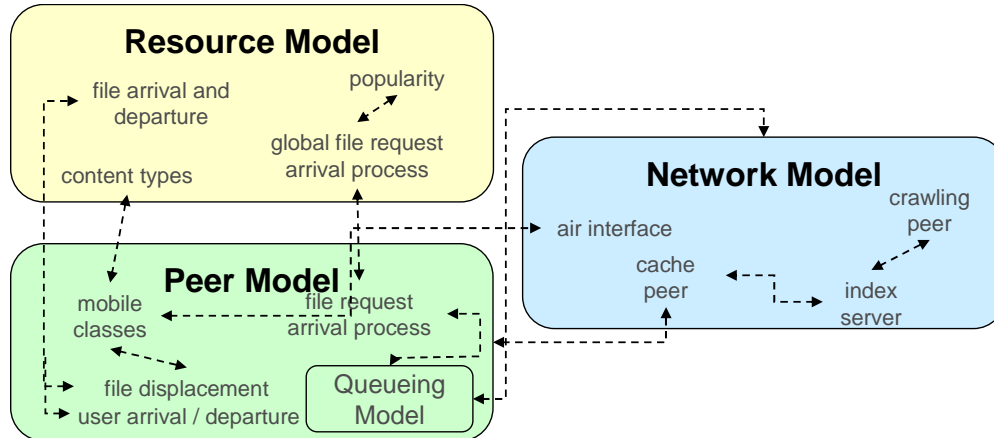 Resource Model
popularity
file arrival and
departure
global file request
arrival process
content types
Network Model
crawling
peer
air interface
cache
peer
index
server
Peer Model
mobile
classes
file request
arrival process
file displacement
user arrival / departure
Queueing
Model